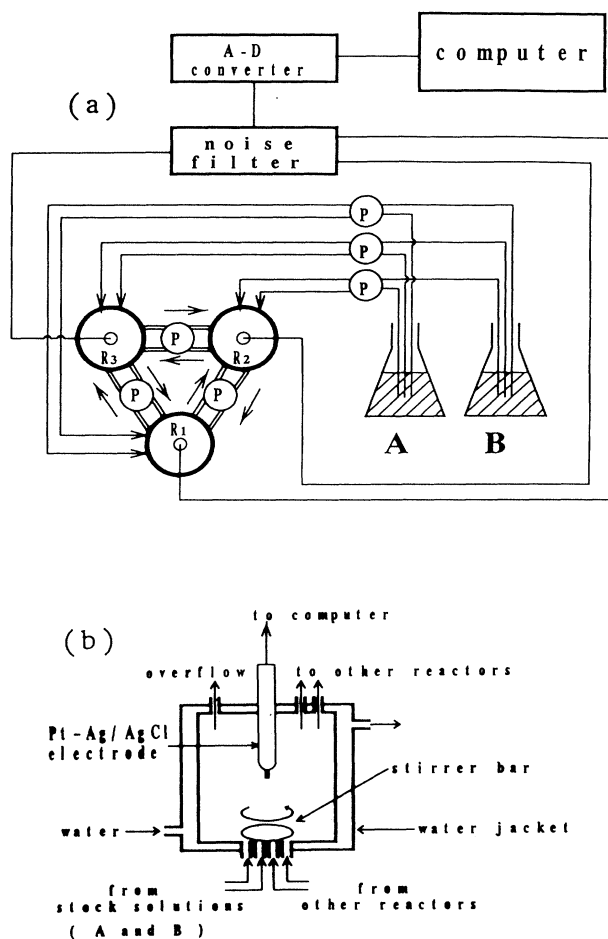 A-D
converter
computer
(a)
noise
filter
P
P
P
R3
P
R2
P
P
R1
A
B
(b)
to computer
overflow
to other reactors
Pt-Ag/AgCl
electrode
stirrer bar
water
water jacket
from
stock solutions
(A and B)
from
other reactors